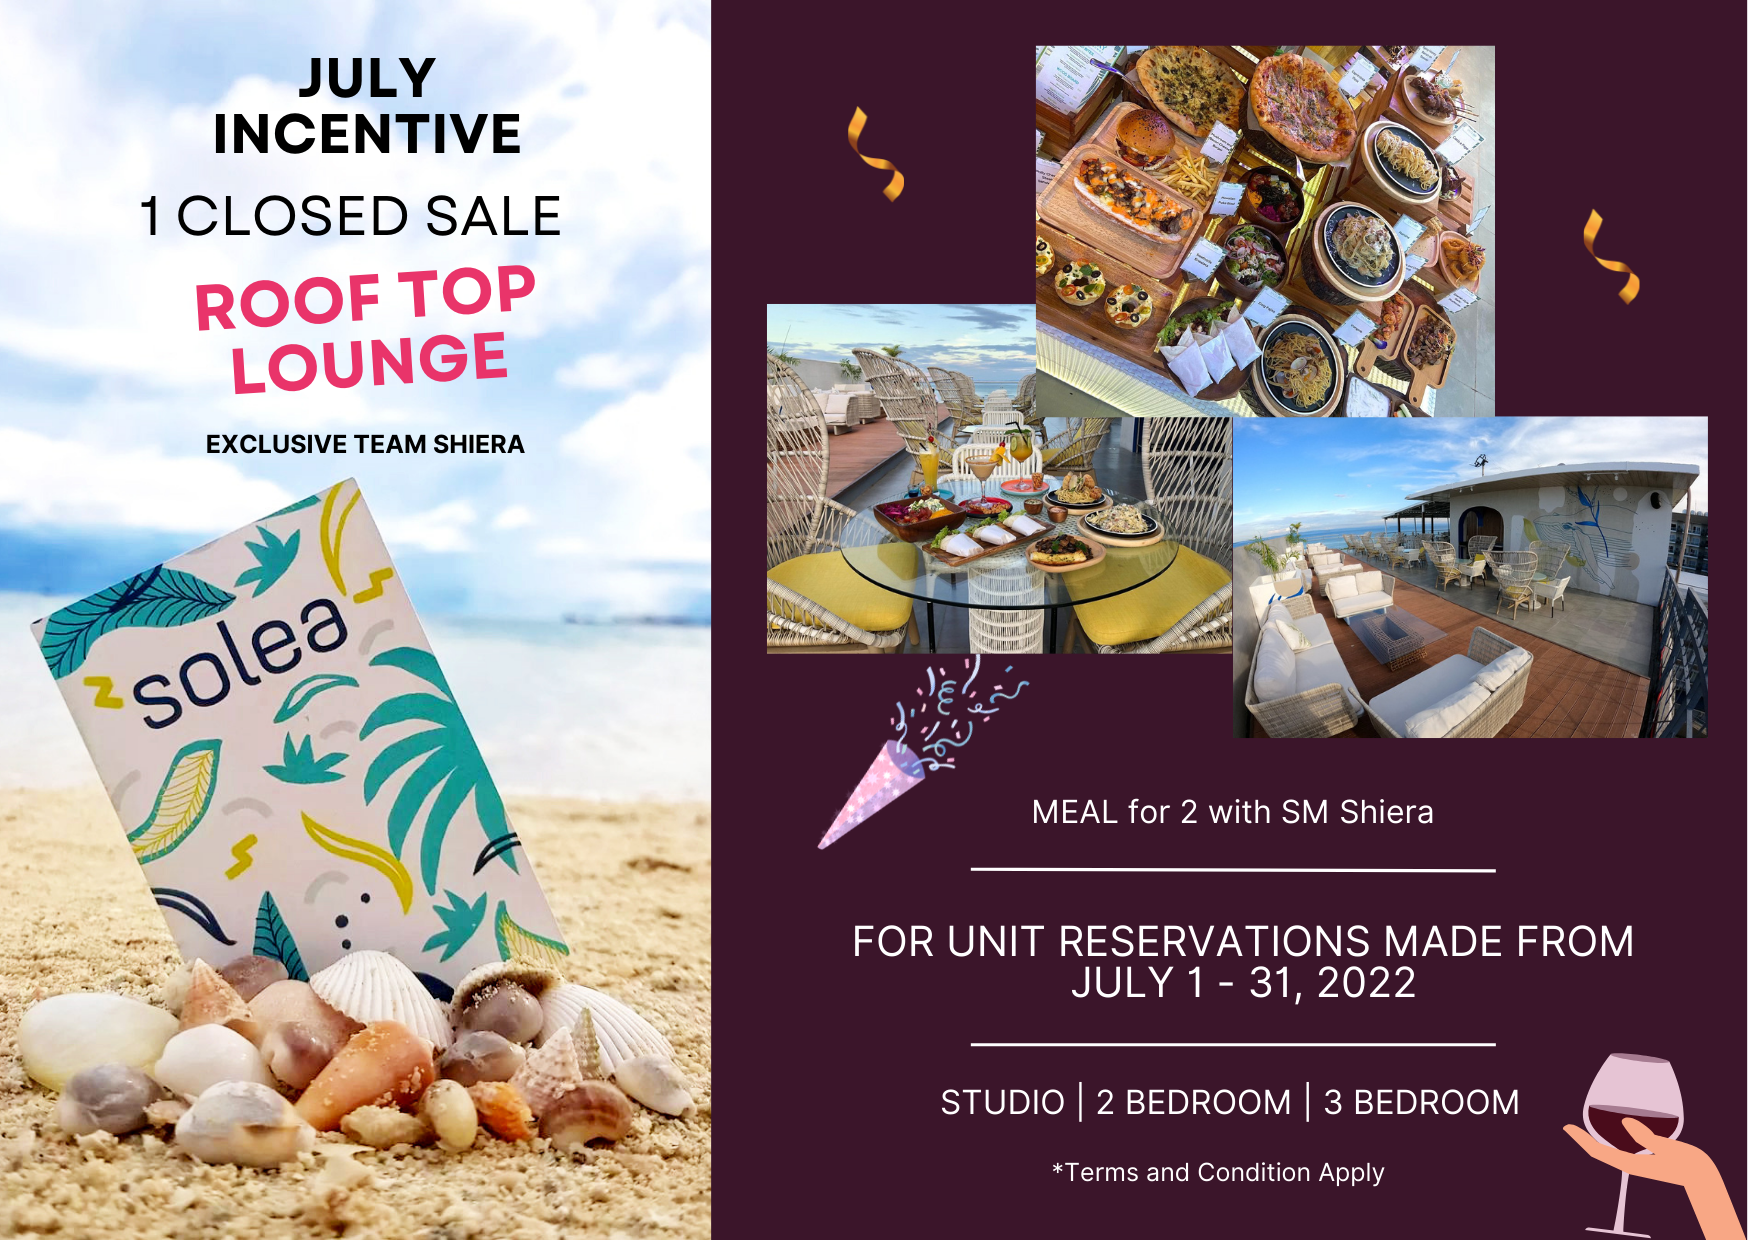 JULY
INCENTIVE
1 CLOSED SALE
ROOF TOP
LOUNGE
EXCLUSIVE TEAM SHIERA
solea
MEAL for 2 with SM Shiera
FOR UNIT RESERVATIONS MADE FROM
JULY 1 - 31, 2022
STUDIO | 2 BEDROOM | 3 BEDROOM
*Terms and Condition Apply